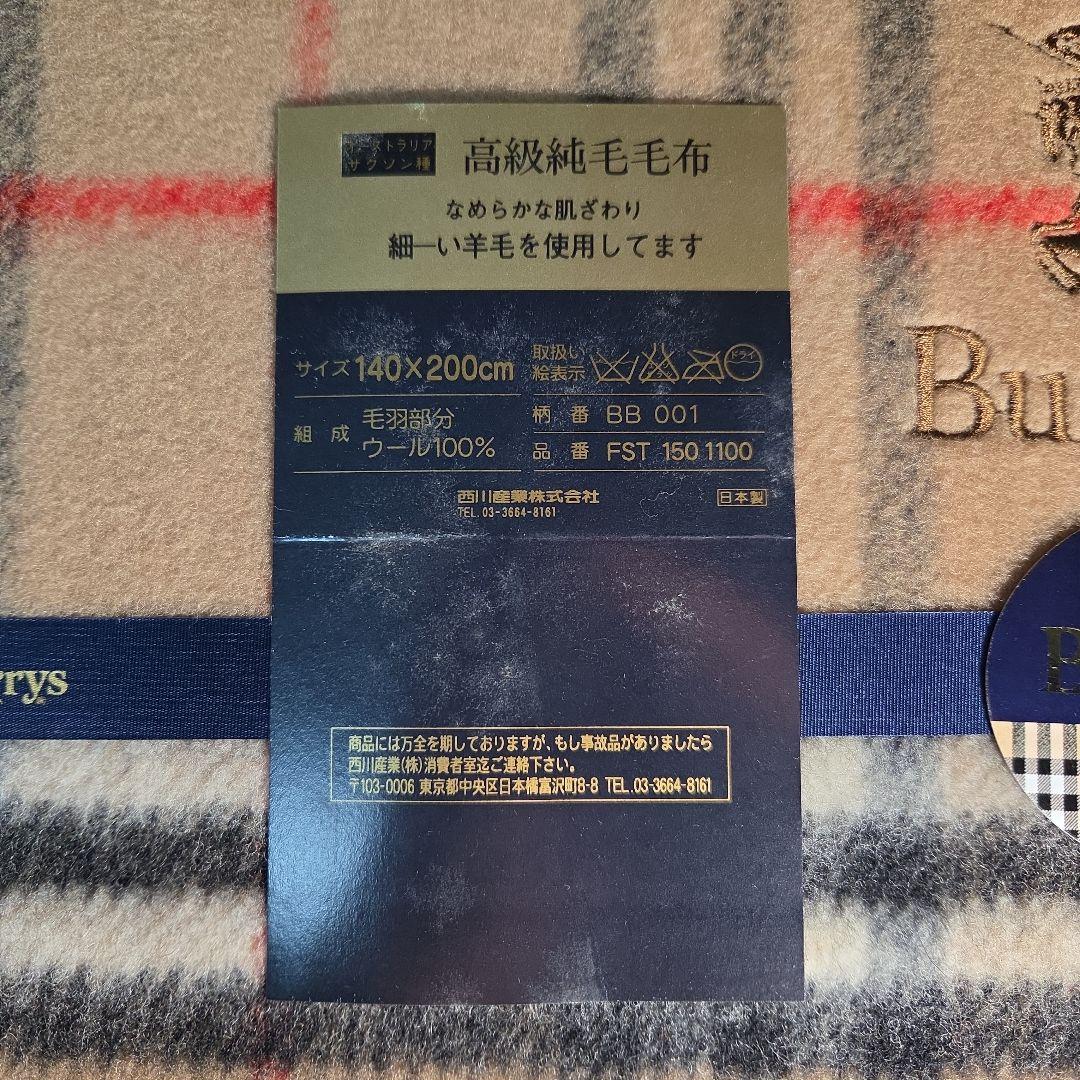 オーストラリア
サクソン種
高級純毛毛布
なめらかな肌ざわり
細ーい羊毛を使用してます
サイズ 140×200cm
取扱い
絵表示
ドライ
組成 毛羽部分
ウール100%
柄番 BB 001
品番 FST 150 1100
西川産業株式会社
TEL. 03-3664-8161
日本製
商品には万全を期しておりますが、もし事故品がありましたら
西川産業(株)消費者室迄ご連絡下さい。
〒103-0006 東京都中央区日本橋富沢町8-8 TEL.03-3664-8161
Bu
rrys
B